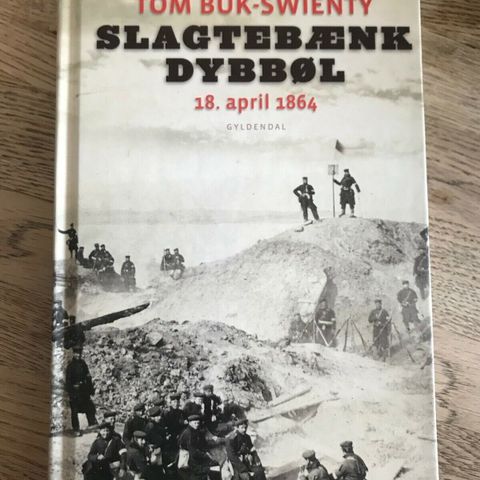 TOM BUK-SWIENTY
SLAGTEBÆNK
DYBBØL
18. april 1864
GYLDENDAL